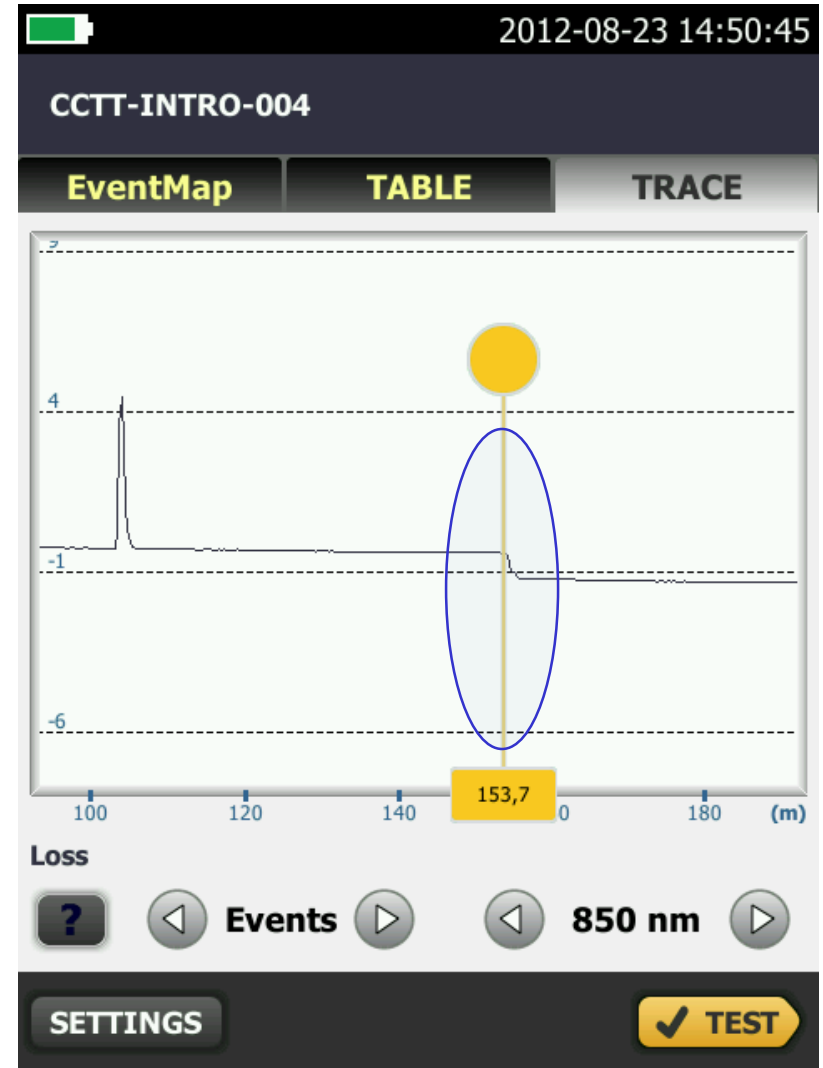 2012-08-23 14:50:45
CCTT-INTRO-004
EventMap TABLE TRACE
4
-1
-6
153,7
100 120 140 0 180 (m)
Loss
? Events 850 nm
SETTINGS TEST